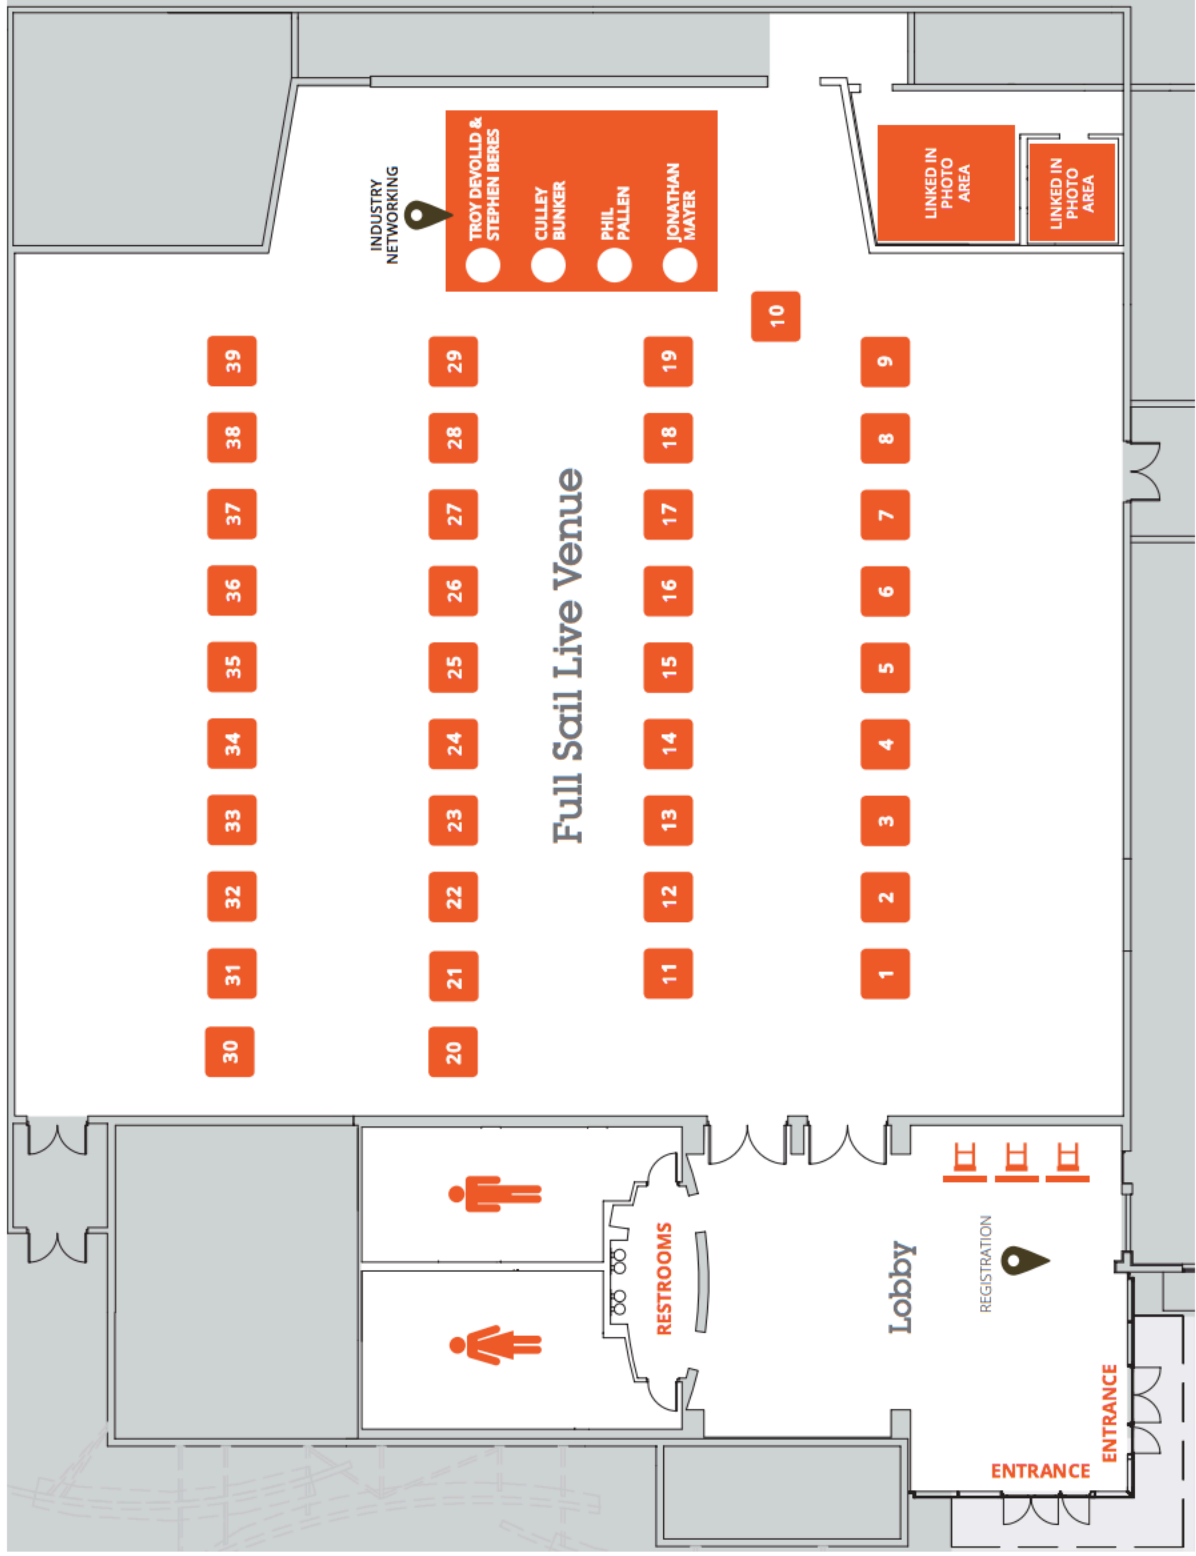 INDUSTRY
NETWORKING
TROY DEVOLLD &
STEPHEN BERES
CULLEY
BUNKER
PHIL
PALLEN
JONATHAN
MAYER
LINKED IN
PHOTO
AREA
LINKED IN
PHOTO
AREA
10
39
29
19
9
38
28
18
8
37
27
17
7
36
26
16
6
35
25
15
5
34
24
14
4
33
23
13
3
32
22
12
2
31
21
11
1
30
20
Full Sail Live Venue
RESTROOMS
Lobby
REGISTRATION
ENTRANCE
ENTRANCE